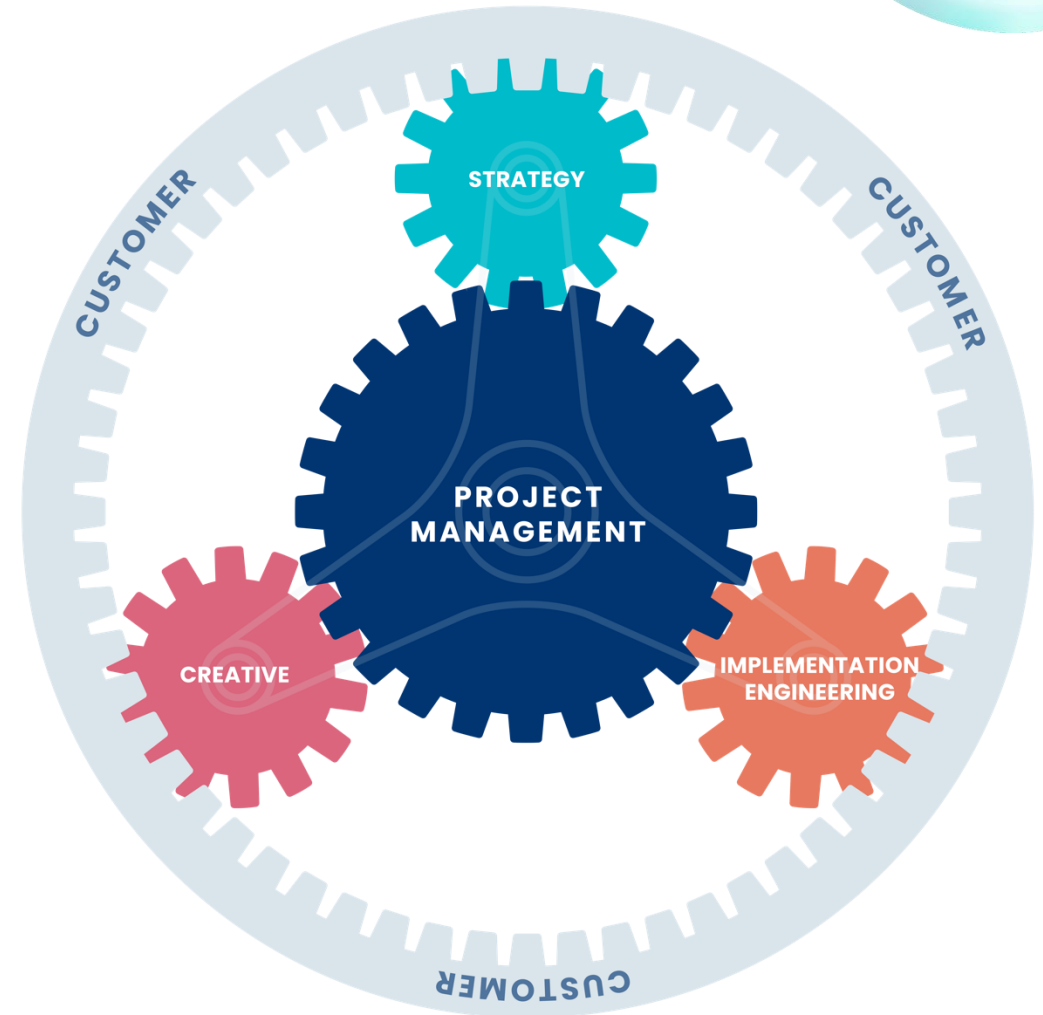 STRATEGY
CUSTOMER
CUSTOMER
PROJECT
MANAGEMENT
CREATIVE
IMPLEMENTATION
ENGINEERING
CUSTOMER